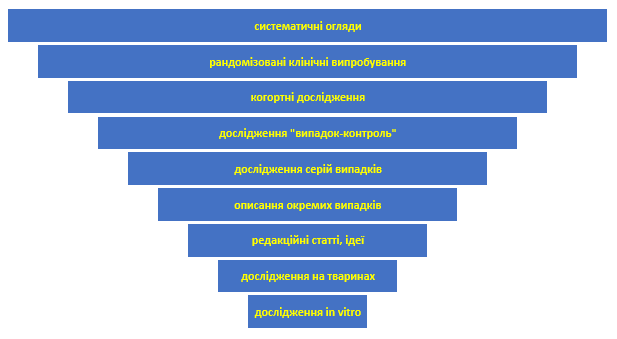 систематичні огляди
рандомізовані клінічні випробування
когортні дослідження
дослідження "випадок-контроль"
дослідження серій випадків
описання окремих випадків
редакційні статті, ідеї
дослідження на тваринах
дослідження in vitro